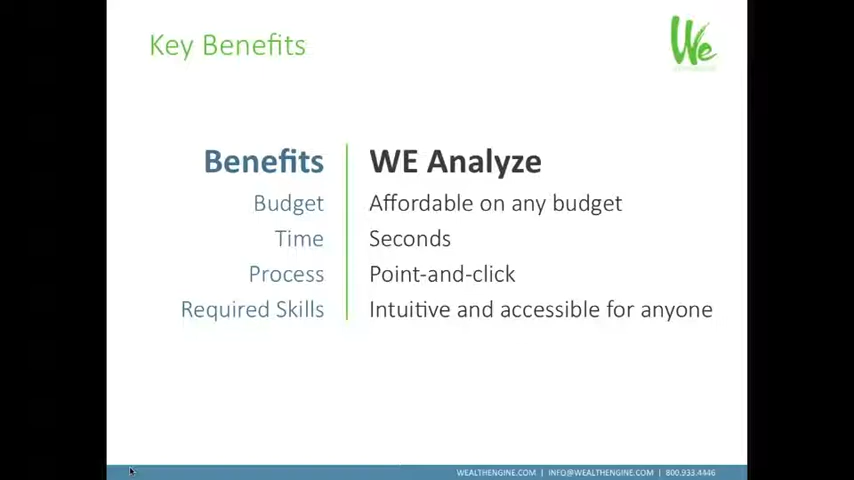 Key Benefits
We
Benefits WE Analyze
Budget Affordable on any budget
Time Seconds
Process Point-and-click
Required Skills Intuitive and accessible for anyone
WEALTHENGINE.COM | INFO@WEALTHENGINE.COM | 800.933.4446